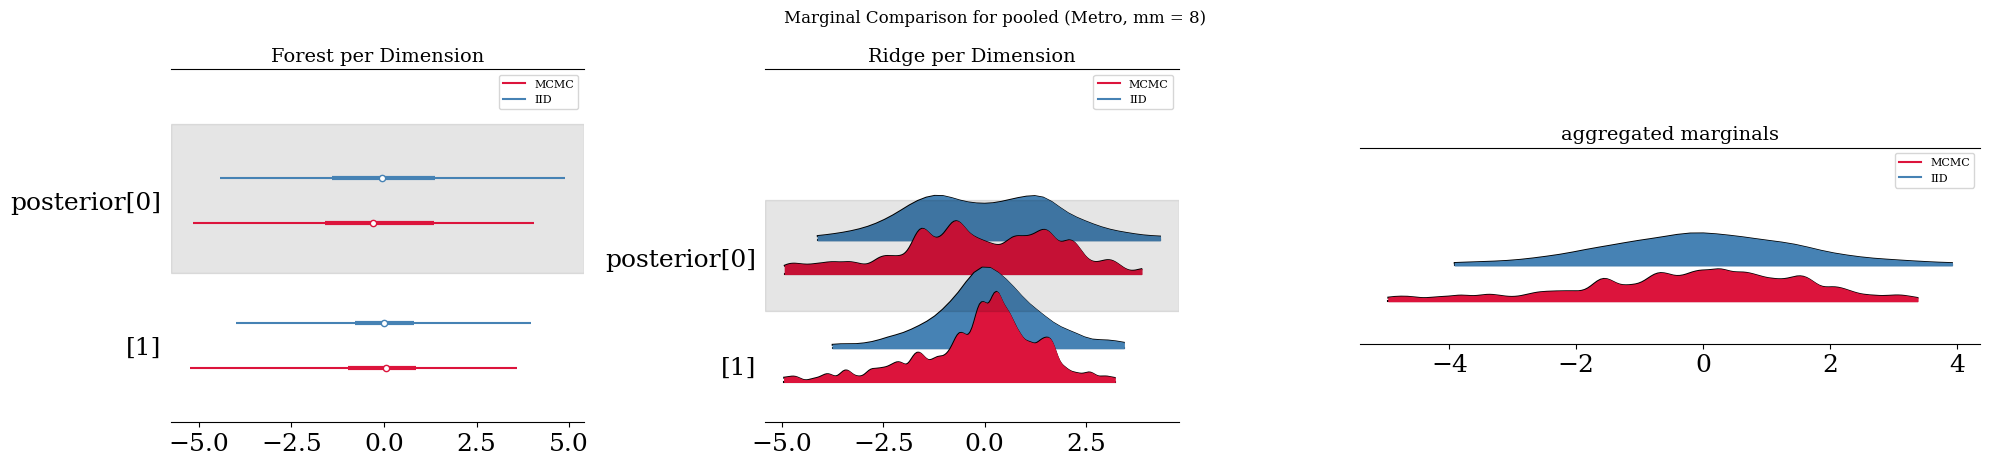 Marginal Comparison for pooled (Metro, mm = 8)
Forest per Dimension
MCMC
IID
posterior[0]
[1]
−5.0 −2.5 0.0 2.5 5.0
Ridge per Dimension
MCMC
IID
posterior[0]
[1]
−5.0 −2.5 0.0 2.5
aggregated marginals
MCMC
IID
−4 −2 0 2 4